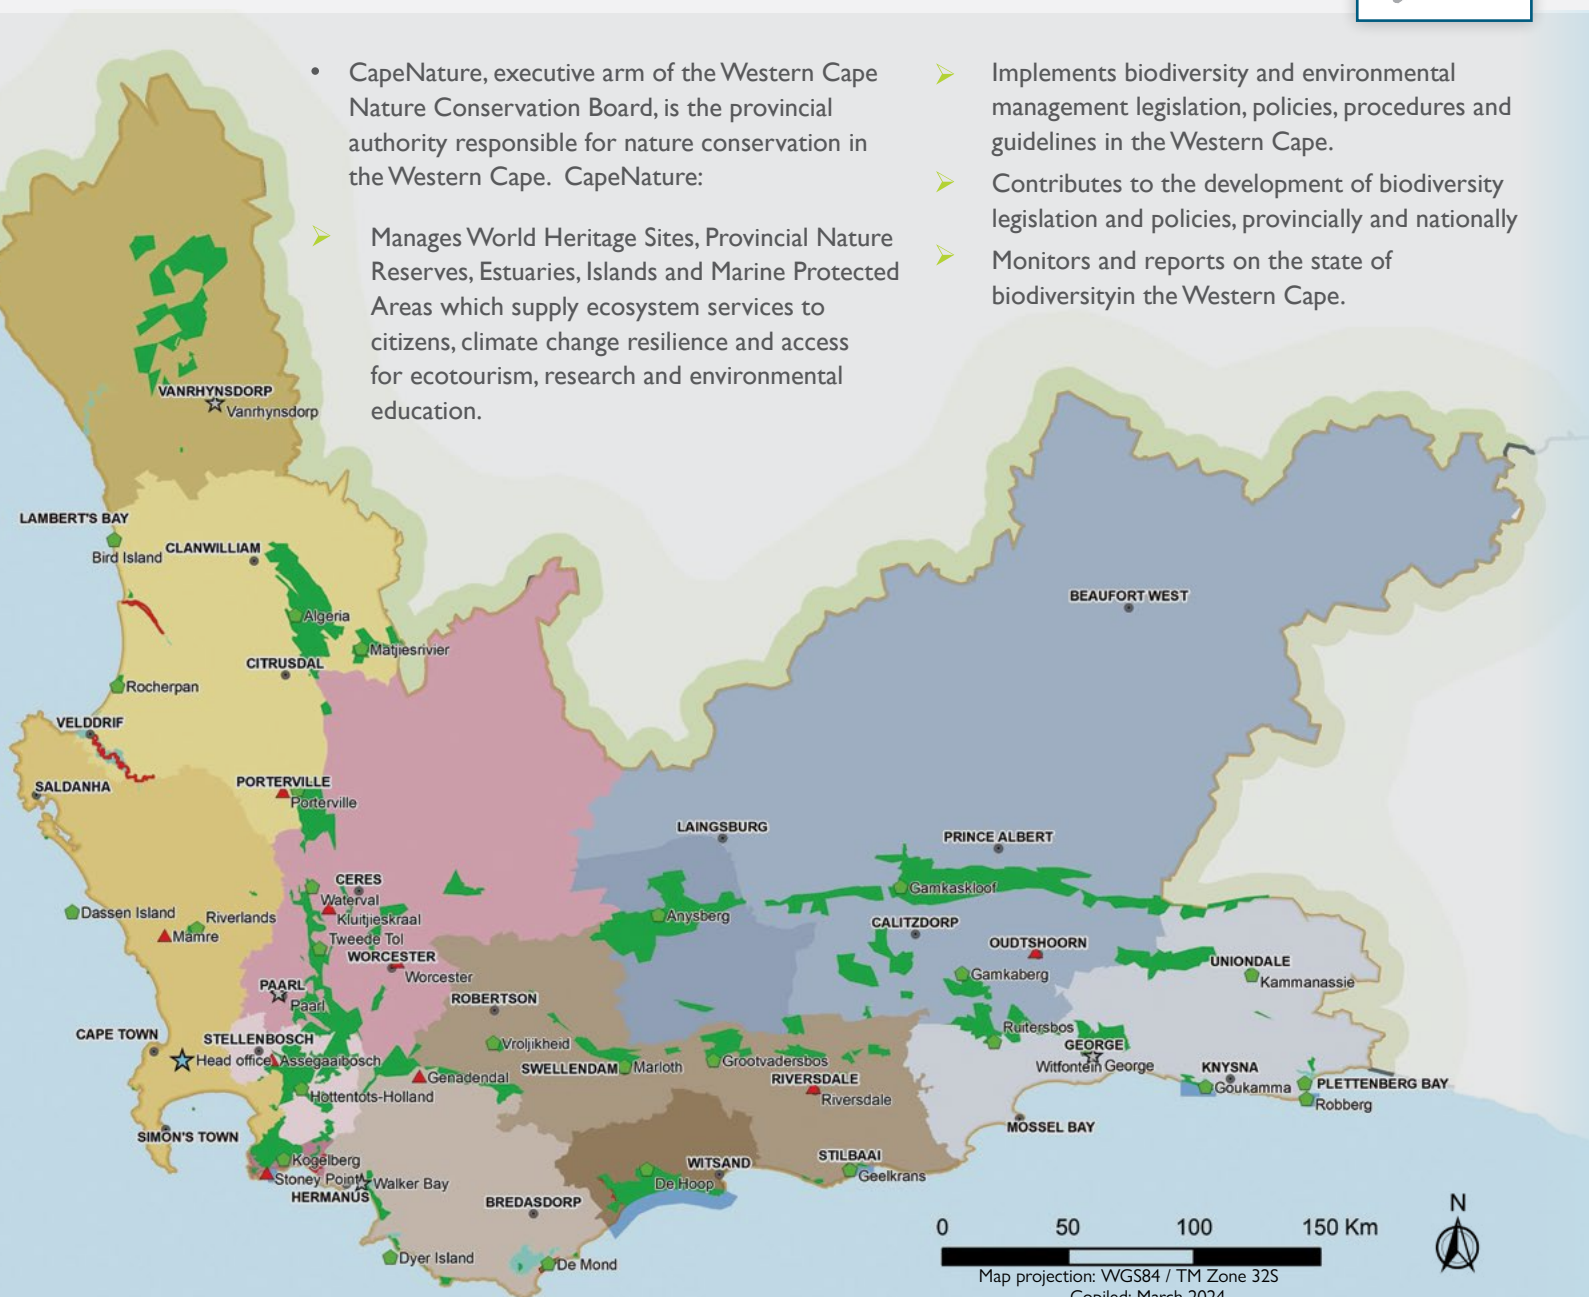 • CapeNature, executive arm of the Western Cape
Nature Conservation Board, is the provincial
authority responsible for nature conservation in
the Western Cape. CapeNature:
➢ Manages World Heritage Sites, Provincial Nature
Reserves, Estuaries, Islands and Marine Protected
Areas which supply ecosystem services to
citizens, climate change resilience and access
for ecotourism, research and environmental
education.
➢ Implements biodiversity and environmental
management legislation, policies, procedures and
guidelines in the Western Cape.
➢ Contributes to the development of biodiversity
legislation and policies, provincially and nationally
➢ Monitors and reports on the state of
biodiversityin the Western Cape.
VANRHYNSDORP
Vanrhynsdorp
LAMBERT'S BAY
Bird Island
CLANWILLIAM
Algeria
Matjiesrivier
CITRUSDAL
Rocherpan
VELDDRIF
SALDANHA
PORTERVILLE
Porterville
BEAUFORT WEST
LAINGSBURG
PRINCE ALBERT
Gamkaskloof
CERES
Waterval
Kluitjieskraal
Dassen Island
Riverlands
Mamre
Tweede Tol
WORCESTER
Worcester
Anysberg
CALITZDORP
OUDTSHOORN
Gamkaberg
UNIONDALE
Kammanassie
PAARL
Paarl
ROBERTSON
Vroljikheid
CAPE TOWN
Head office
STELLENBOSCH
Assegaaibosch
Hottentots-Holland
Genadendal
SWELLENDAM
Marloth
Grootvadersbos
RIVERSDALE
Riversdale
Ruitersbos
GEORGE
Witfontein George
KNYSNA
Goukamma
PLETTENBERG BAY
Robberg
MOSSEL BAY
SIMON'S TOWN
Kogelberg
Stoney Point
HERMANUS
Walker Bay
BREDASDORP
De Hoop
WITSAND
STILBAAI
Geelkrans
Dyer Island
De Mond
N
0 50 100 150 Km
Map projection: WGS84 / TM Zone 32S
Copiled: March 2024